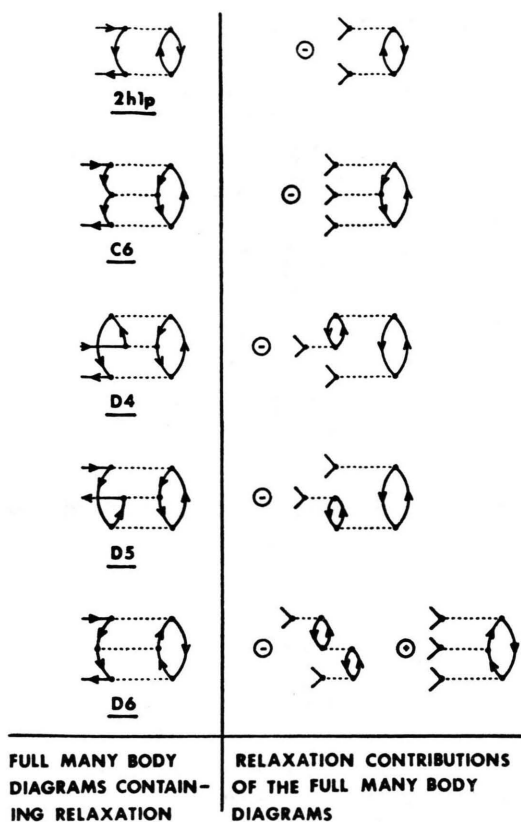 2h1p
C6
D4
D5
D6
FULL MANY BODY
DIAGRAMS CONTAIN-
ING RELAXATION
RELAXATION CONTRIBUTIONS
OF THE FULL MANY BODY
DIAGRAMS